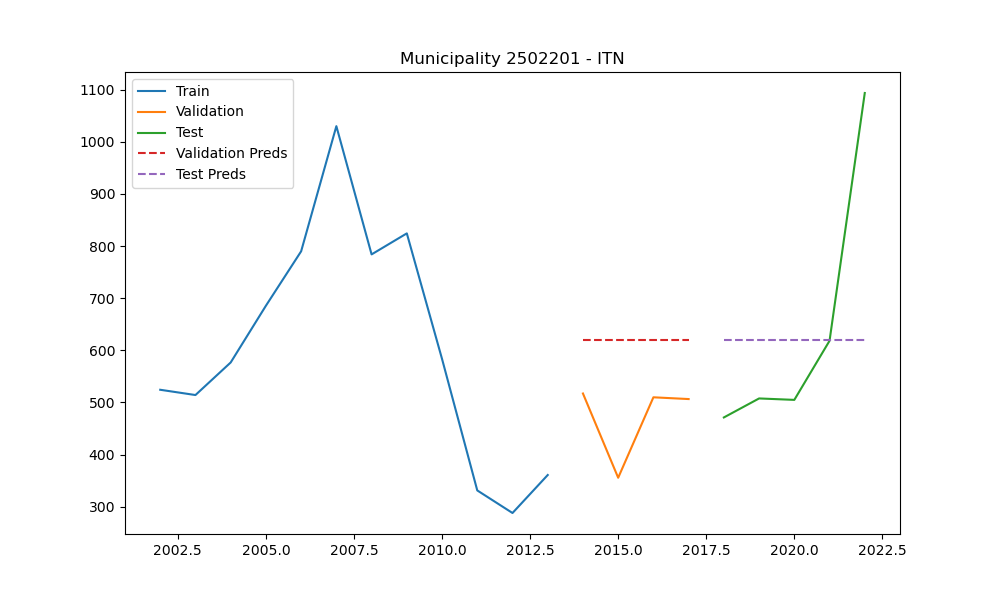 Municipality 2502201 - ITN
Train
Validation
Test
Validation Preds
Test Preds
1100
1000
900
800
700
600
500
400
300
2002.5 2005.0 2007.5 2010.0 2012.5 2015.0 2017.5 2020.0 2022.5